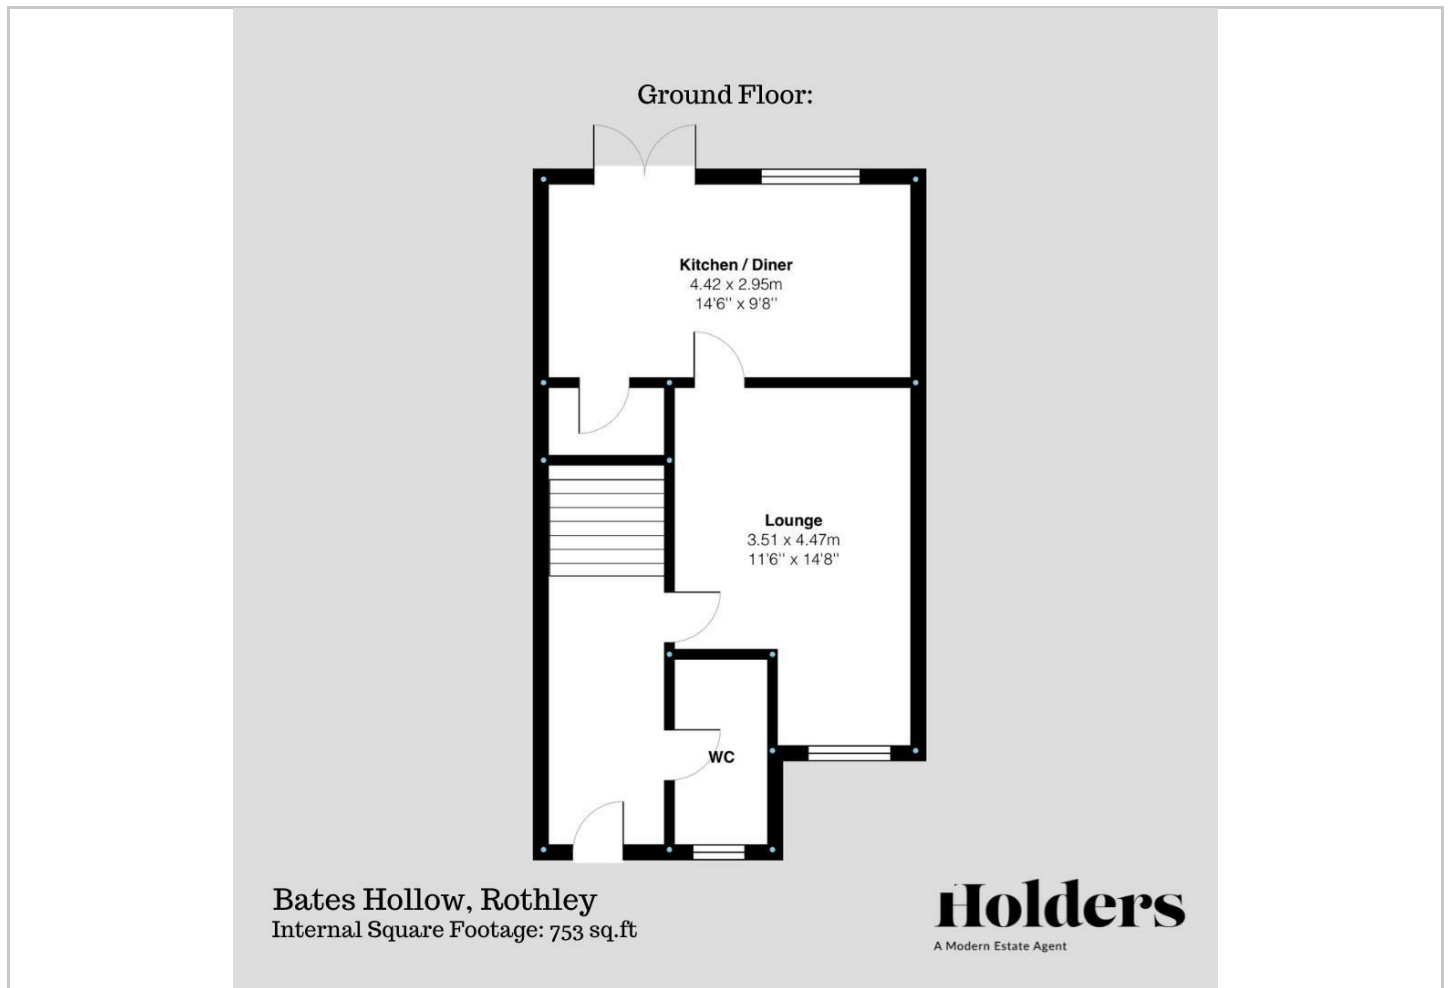 Ground Floor:
Kitchen / Diner
4.42 x 2.95m
14'6'' x 9'8''
Lounge
3.51 x 4.47m
11'6'' x 14'8''
WC
Bates Hollow, Rothley
Internal Square Footage: 753 sq.ft
Holders
A Modern Estate Agent